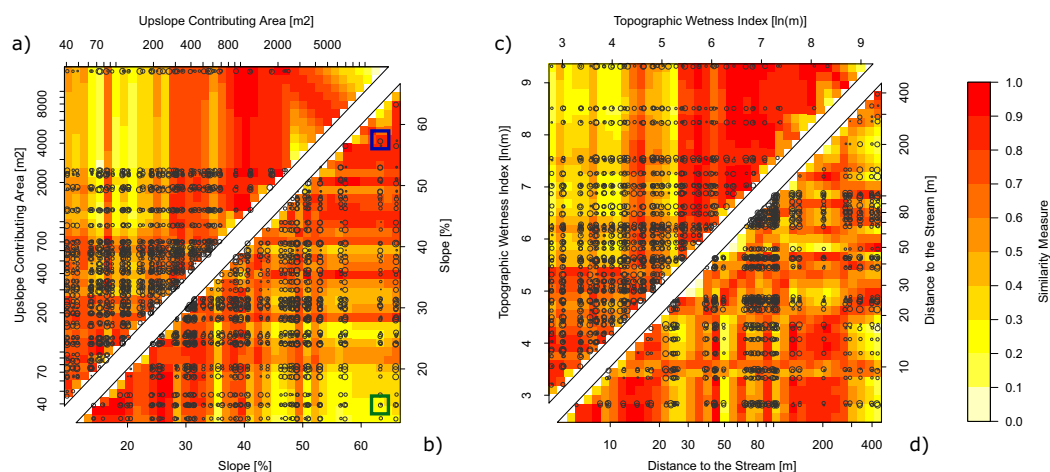 Upslope Contributing Area [m2]
a)
40 70 200 400 800 2000 5000
Upslope Contributing Area [m2]
40 70 200 400 700 2000 4000 8000
Slope [%]
20 30 40 50 60
20 30 40 50 60
Slope [%]
b)
Topographic Wetness Index [ln(m)]
c)
3 4 5 6 7 8 9
Topographic Wetness Index [ln(m)]
3 4 5 6 7 8 9
Distance to the Stream [m]
10 20 30 50 80 200 400
10 20 30 50 80 200 400
Distance to the Stream [m]
d)
1.0
0.9
0.8
0.7
0.6
0.5
0.4
0.3
0.2
0.1
0.0
Similarity Measure